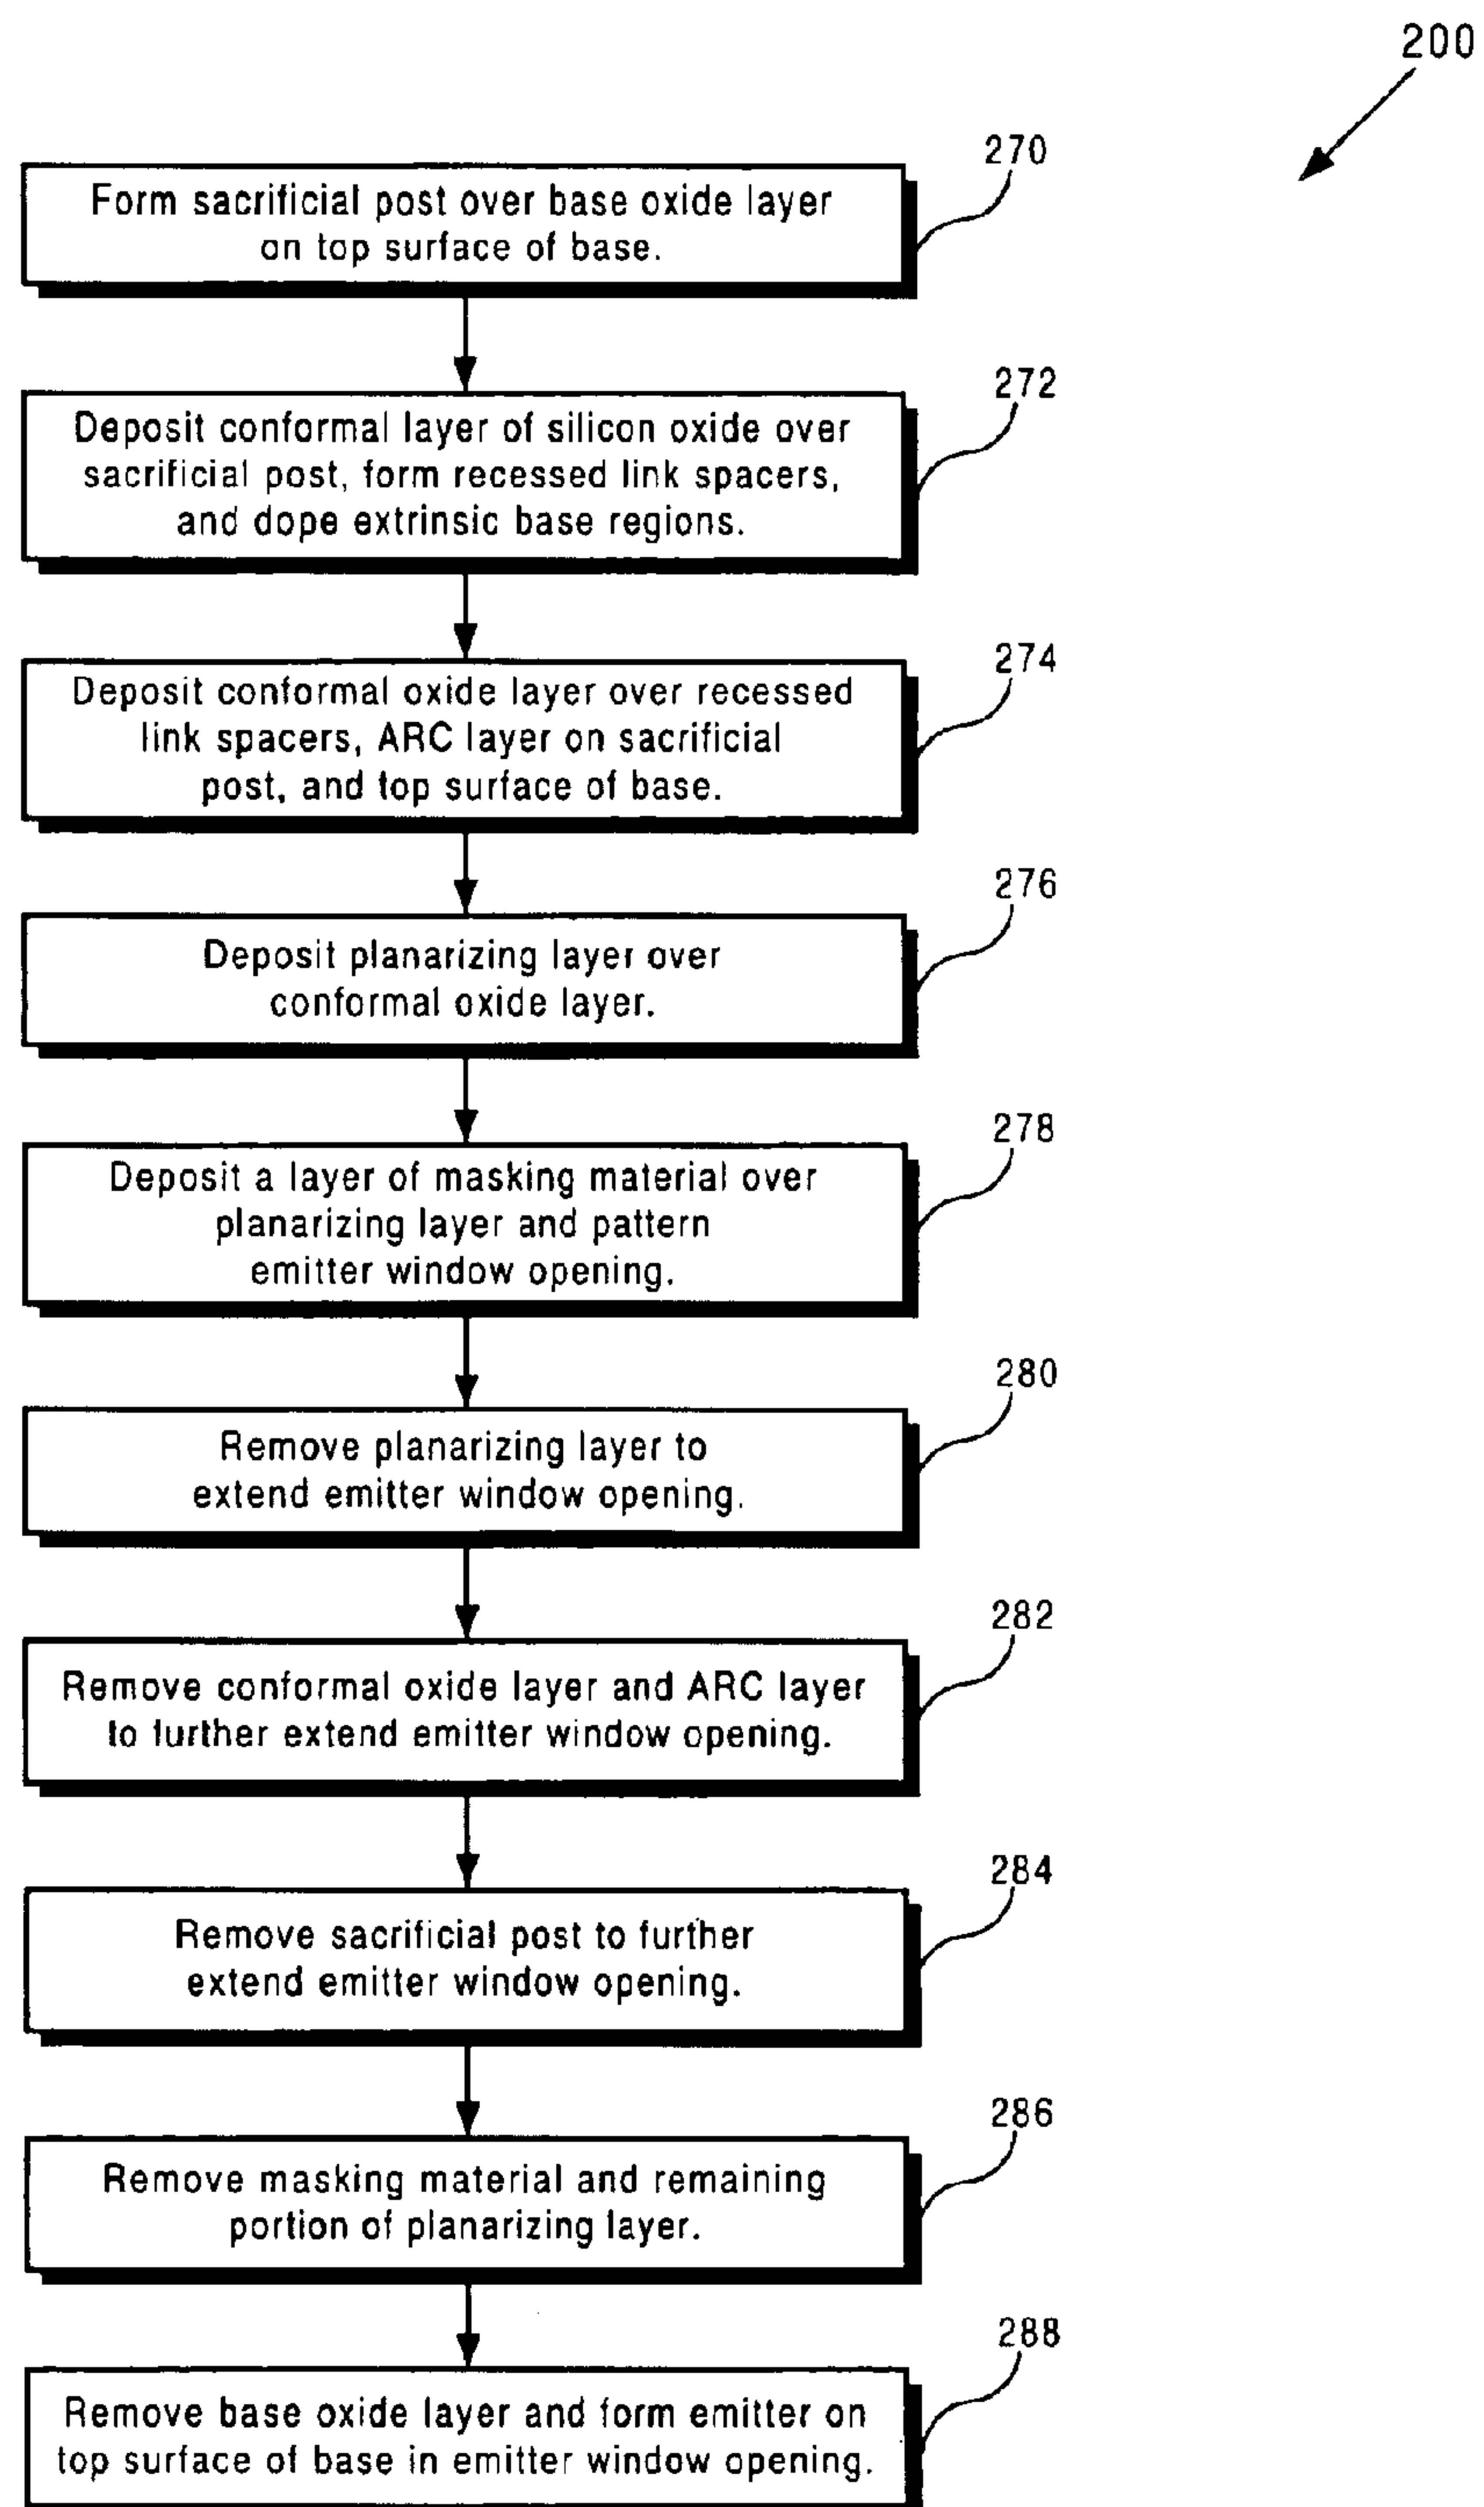 200
270
Form sacrificial post over base oxide layer
on top surface of base.
272
Deposit conformal layer of silicon oxide over
sacrificial post, form recessed link spacers,
and dope extrinsic base regions.
274
Deposit conformal oxide layer over recessed
link spacers, ARC layer on sacrificial
post, and top surface of base.
276
Deposit planarizing layer over
conformal oxide layer.
278
Deposit a layer of masking material over
planarizing layer and pattern
emitter window opening.
280
Remove planarizing layer to
extend emitter window opening.
282
Remove conformal oxide layer and ARC layer
to further extend emitter window opening.
284
Remove sacrificial post to further
extend emitter window opening.
286
Remove masking material and remaining
portion of planarizing layer.
288
Remove base oxide layer and form emitter on
top surface of base in emitter window opening.